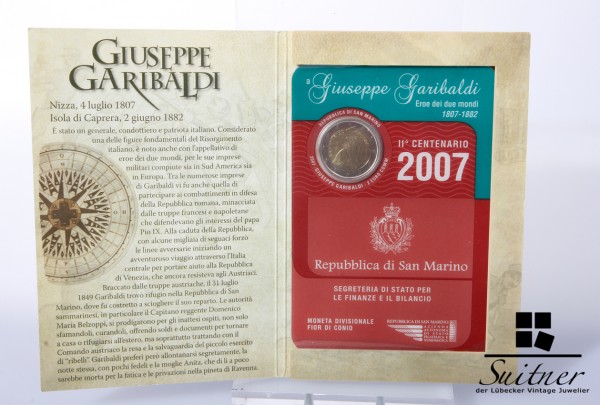 GIUSEPPE
GARIBALDI
Nizza, 4 luglio 1807
Isola di Caprera, 2 giugno 1882
È stato un generale, condottiero e patriota italiano. Considerato
una delle figure fondamentali del Risorgimento
italiano, è noto anche con l'appellativo di
eroe dei due mondi, per le sue imprese
militari compiute sia in Sud America sia
in Europa. Tra le numerose imprese
di Garibaldi vi fu anche quella di
partecipare ai combattimenti in difesa
della Repubblica romana, minacciata
dalle truppe francesi e napoletane
che difendevano gli interessi del papa
Pio IX. Alla caduta della Repubblica,
con alcune migliaia di seguaci forzò
le linee avversarie iniziando un
avventuroso viaggio attraverso l'Italia
centrale per portare aiuto alla Repubblica
di Venezia, che ancora resisteva agli Austriaci.
Braccato dalle truppe austriache, il 31 luglio
1849 Garibaldi trovò rifugio nella Repubblica di San
Marino, dove fu costretto a sciogliere il suo reparto. Le autorità
sammarinesi, in particolare il Capitano reggente Domenico
Maria Belzoppi, si prodigarono per gli inattesi ospiti, non solo
sfamandoli, curandoli, offrendo soldi e documenti per tornare
a casa o rifugiarsi all'estero, ma soprattutto trattando con il
Comando austriaco la resa e la salvaguardia del piccolo esercito
di "ribelli". Garibaldi preferì però allontanarsi segretamente, la
notte stessa, con pochi fedeli e la moglie Anita, che di lì a poco
sarebbe morta per la fatica e le privazioni nella pineta di Ravenna.
a Giuseppe Garibaldi
Eroe dei due mondi
1807-1882
REPUBBLICA DI SAN MARINO
2007 GIUSEPPE GARIBALDI - 2 EURO COMM
IIº CENTENARIO
2007
Repubblica di San Marino
SEGRETERIA DI STATO PER
LE FINANZE E IL BILANCIO
MONETA DIVISIONALE
FIOR DI CONIO
REPUBBLICA DI SAN MARINO
AZIENDA
AUTONOMA
DI STATO
FILATELICA E
NUMISMATICA
Suitner
der Lübecker Vintage Juwelier